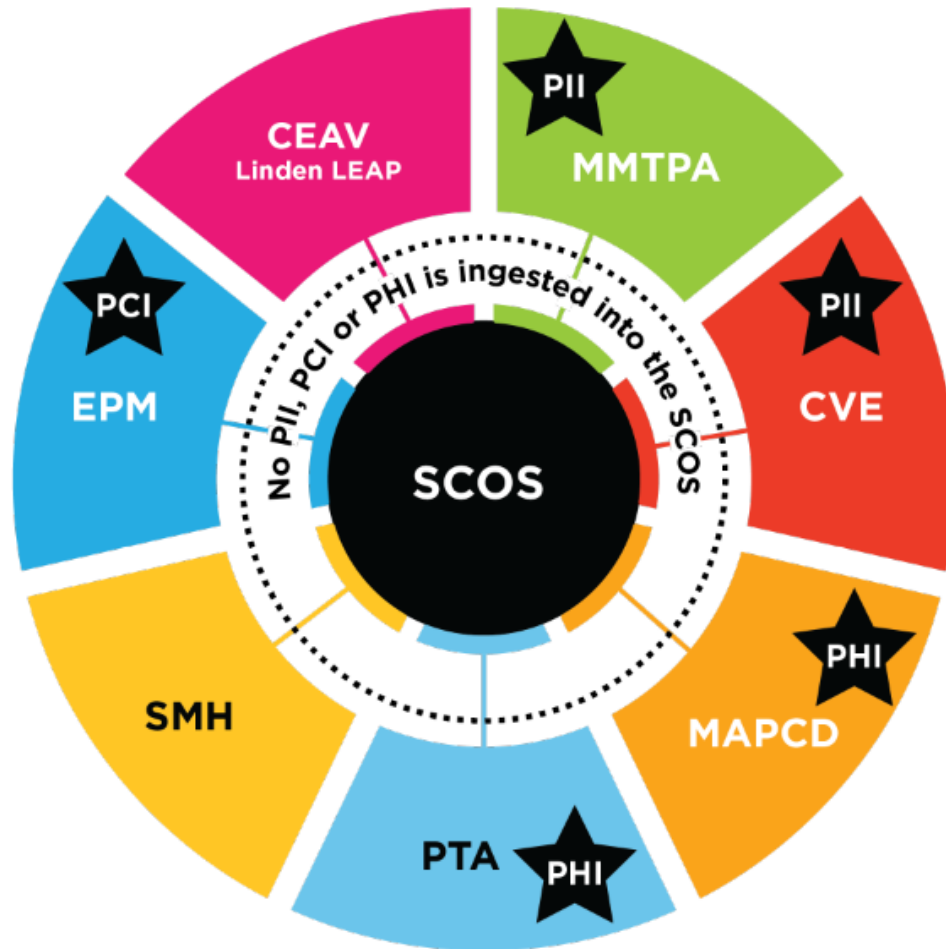 CEAV
Linden LEAP
PII
MMTPA
PCI
EPM
PII
CVE
No PII, PCI or PHI is ingested into the SCOS
SCOS
SMH
PHI
MAPCD
PTA
PHI